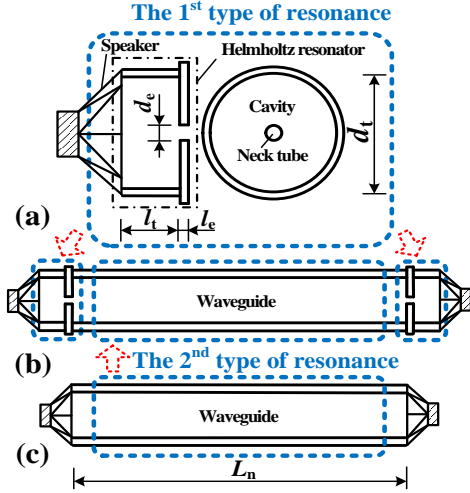 The 1st type of resonance
Speaker
Helmholtz resonator
de
Cavity
Neck tube
dt
(a)
lt
le
Waveguide
(b)
The 2nd type of resonance
Waveguide
(c)
Ln